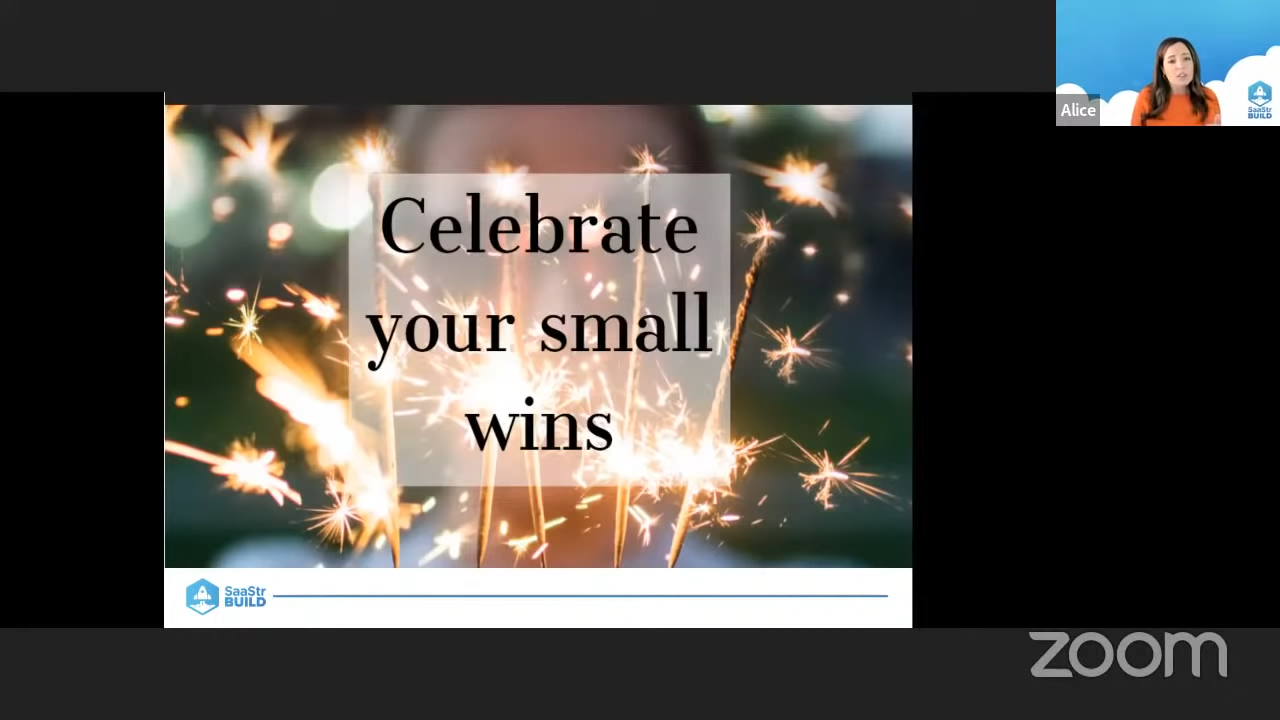 Celebrate
your small
wins
Alice
SaaStr
BUILD
SaaStr
BUILD
zoom